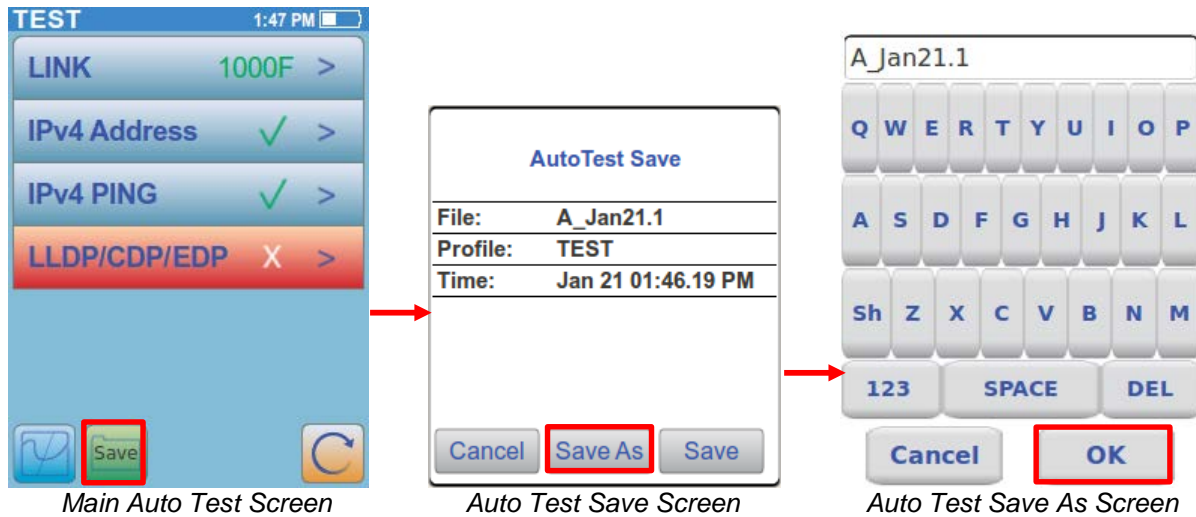 TEST 1:47 PM
LINK 1000F >
IPv4 Address ✓ >
IPv4 PING ✓ >
LLDP/CDP/EDP X >
Save
Main Auto Test Screen
AutoTest Save
File: A_Jan21.1
Profile: TEST
Time: Jan 21 01:46.19 PM
Cancel Save As Save
Auto Test Save Screen
A_Jan21.1
Q W E R T Y U I O P
A S D F G H J K L
Sh Z X C V B N M
123 SPACE DEL
Cancel OK
Auto Test Save As Screen